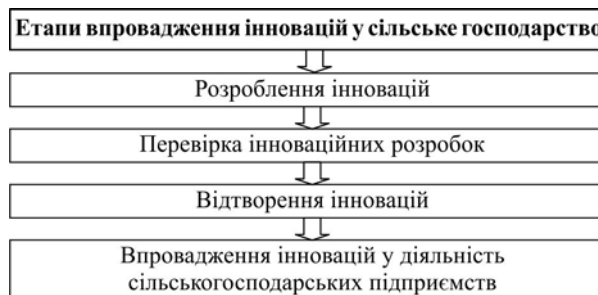 Етапи впровадження інновацій у сільське господарство
Розроблення інновацій
Перевірка інноваційних розробок
Відтворення інновацій
Впровадження інновацій у діяльність
сільськогосподарських підприємств